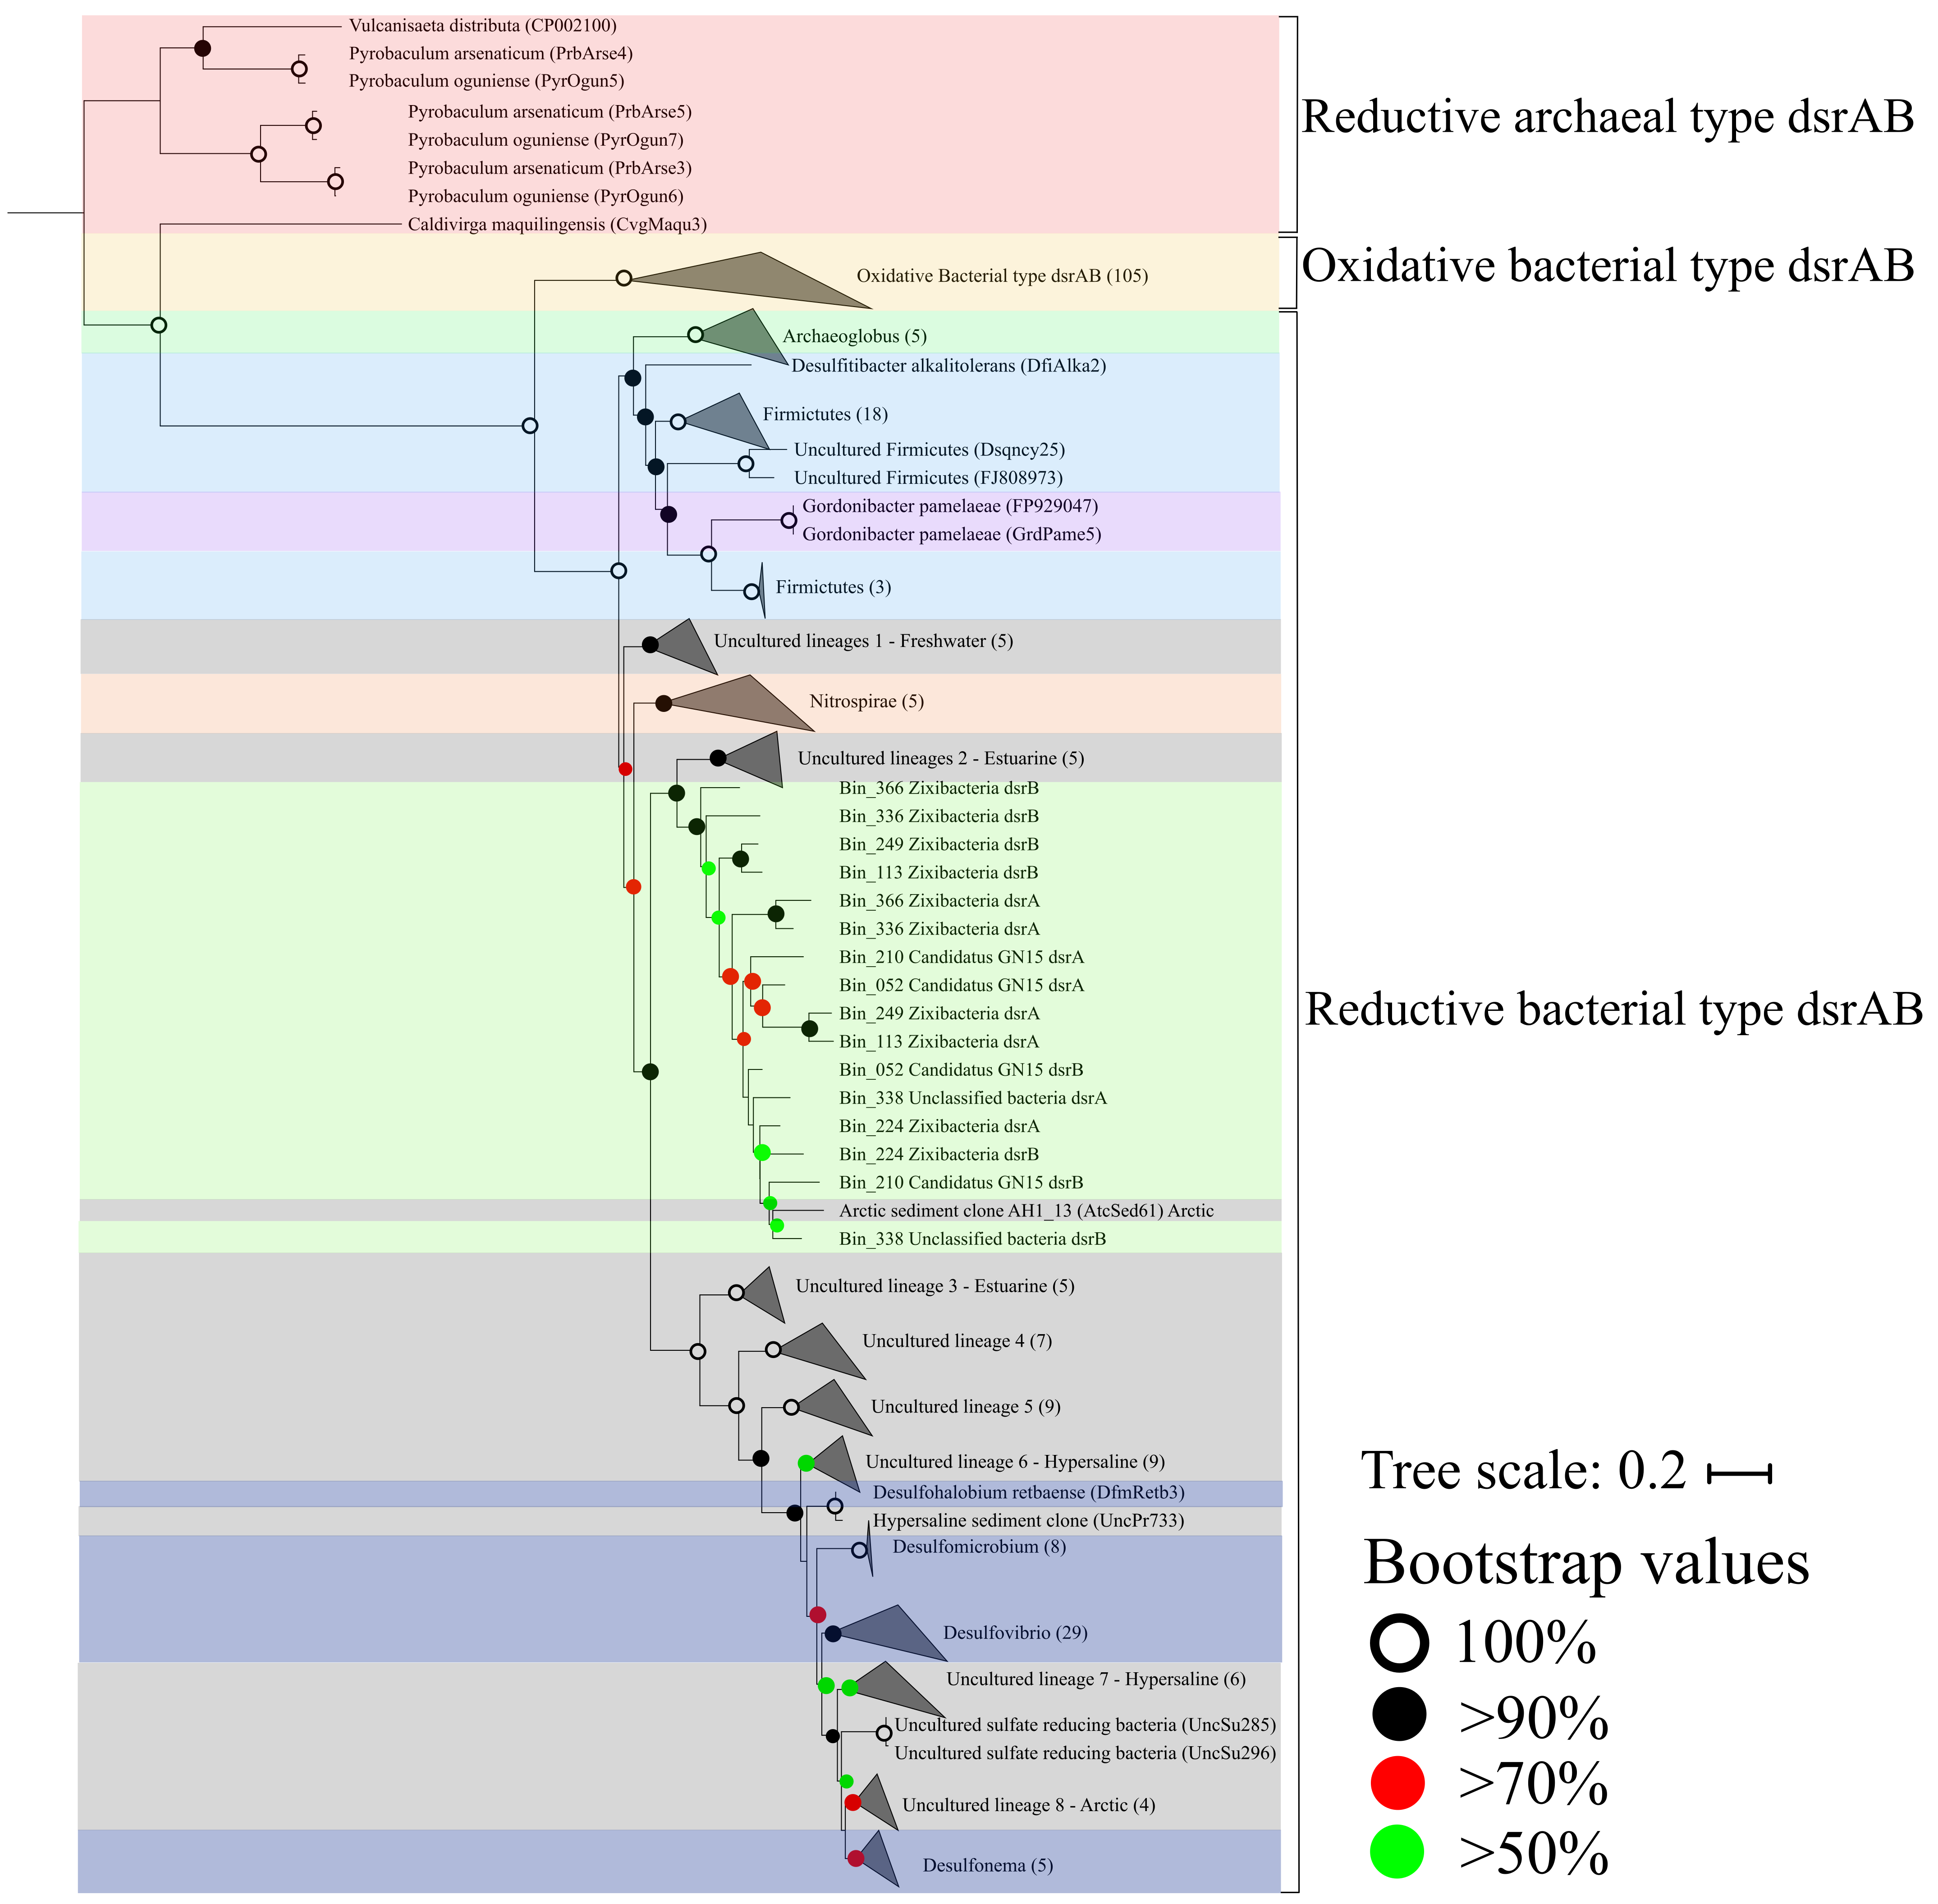 Vulcanisaeta distributa (CP002100)
Pyrobaculum arsenaticum (PrbArse4)
Pyrobaculum oguniense (PyrOgun5)
Pyrobaculum arsenaticum (PrbArse5)
Reductive archaeal type dsrAB
Pyrobaculum oguniense (PyrOgun7)
Pyrobaculum arsenaticum (PrbArse3)
Pyrobaculum oguniense (PyrOgun6)
Caldivirga maquilingensis (CvgMaqu3)
Oxidative Bacterial type dsrAB (105)
Oxidative bacterial type dsrAB
Archaeoglobus (5)
Desulfitibacter alkalitolerans (DfiAlka2)
Firmictutes (18)
Uncultured Firmicutes (Dsqncy25)
Uncultured Firmicutes (FJ808973)
Gordonibacter pamelaeae (FP929047)
Gordonibacter pamelaeae (GrdPame5)
Firmictutes (3)
Uncultured lineages 1 - Freshwater (5)
Nitrospirae (5)
Uncultured lineages 2 - Estuarine (5)
Bin_366 Zixibacteria dsrB
Bin_336 Zixibacteria dsrB
Bin_249 Zixibacteria dsrB
Bin_113 Zixibacteria dsrB
Bin_366 Zixibacteria dsrA
Bin_336 Zixibacteria dsrA
Bin_210 Candidatus GN15 dsrA
Bin_052 Candidatus GN15 dsrA
Bin_249 Zixibacteria dsrA
Reductive bacterial type dsrAB
Bin_113 Zixibacteria dsrA
Bin_052 Candidatus GN15 dsrB
Bin_338 Unclassified bacteria dsrA
Bin_224 Zixibacteria dsrA
Bin_224 Zixibacteria dsrB
Bin_210 Candidatus GN15 dsrB
Arctic sediment clone AH1_13 (AtcSed61) Arctic
Bin_338 Unclassified bacteria dsrB
Uncultured lineage 3 - Estuarine (5)
Uncultured lineage 4 (7)
Uncultured lineage 5 (9)
Uncultured lineage 6 - Hypersaline (9)
Desulfohalobium retbaense (DfmRetb3)
Hypersaline sediment clone (UncPr733)
Desulfomicrobium (8)
Desulfovibrio (29)
Uncultured lineage 7 - Hypersaline (6)
Uncultured sulfate reducing bacteria (UncSu285)
Uncultured sulfate reducing bacteria (UncSu296)
Uncultured lineage 8 - Arctic (4)
Desulfonema (5)
Tree scale: 0.2
Bootstrap values
100%
>90%
>70%
>50%